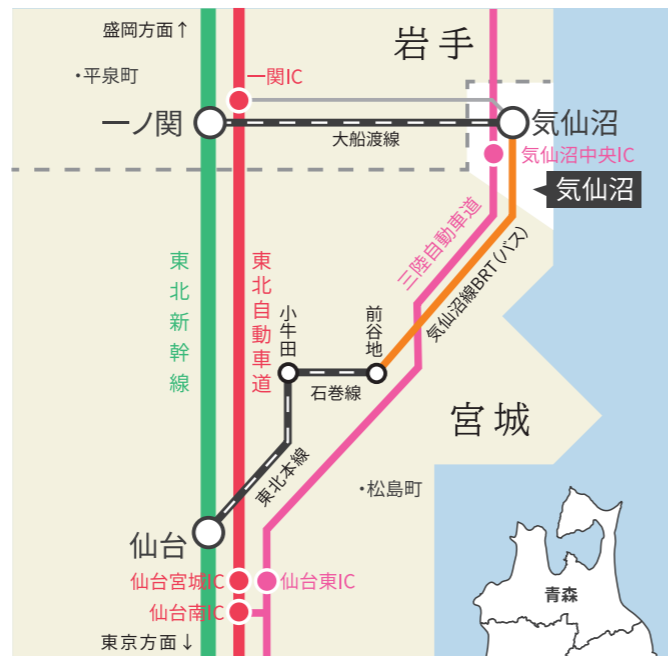 盛岡方面↑
岩手
・平泉町
一関IC
一ノ関
大船渡線
気仙沼
気仙沼中央IC
気仙沼
三陸自動車道
気仙沼線BRT(バス)
東北新幹線
東北自動車道
小牛田
前谷地
石巻線
宮城
東北本線
・松島町
仙台
仙台宮城IC
仙台東IC
仙台南IC
東京方面↓
青森